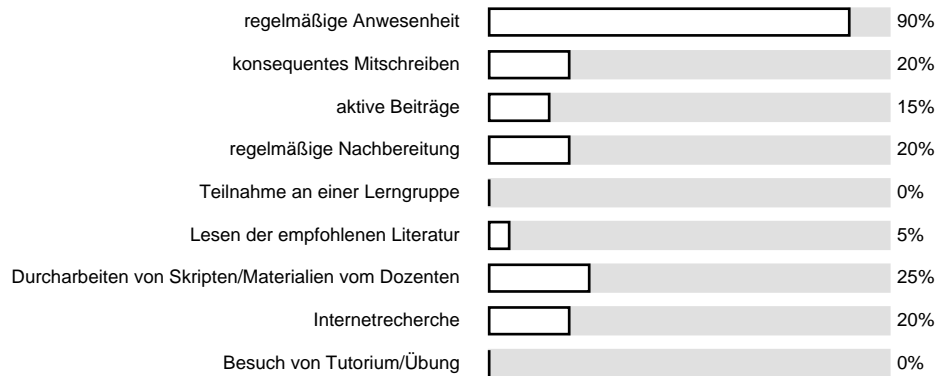 regelmäßige Anwesenheit 90%
konsequentes Mitschreiben 20%
aktive Beiträge 15%
regelmäßige Nachbereitung 20%
Teilnahme an einer Lerngruppe 0%
Lesen der empfohlenen Literatur 5%
Durcharbeiten von Skripten/Materialien vom Dozenten 25%
Internetrecherche 20%
Besuch von Tutorium/Übung 0%